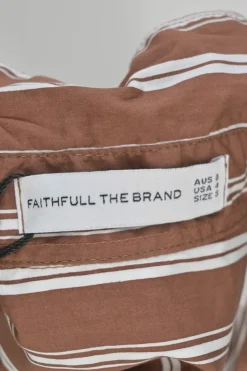 FAITHFULL THE BRAND
AUS 8
USA 4
SIZE S